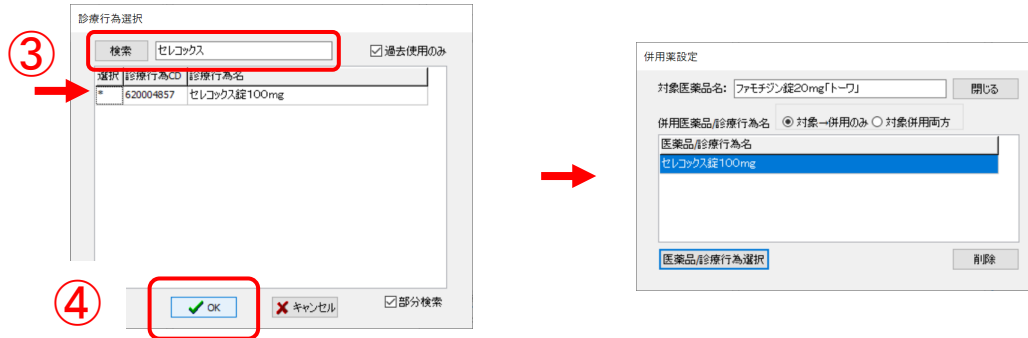 診療行為選択
③
検索 セレコックス ☑過去使用のみ
選択 診療行為CD 診療行為名
* 620004857 セレコックス錠100mg
④
OK キャンセル ☑部分検索
併用薬設定
対象医薬品名: ファモチジン錠20mg「トーワ」 閉じる
併用医薬品/診療行為名 ◉対象→併用のみ ○対象併用両方
医薬品/診療行為名
セレコックス錠100mg
医薬品/診療行為選択 削除